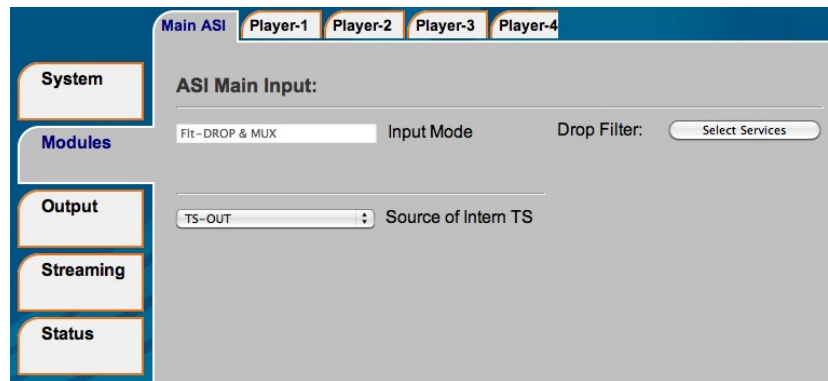 Main ASI Player-1 Player-2 Player-3 Player-4
System
Modules
Output
Streaming
Status
ASI Main Input:
Flt-DROP & MUX Input Mode Drop Filter: Select Services
TS-OUT Source of Intern TS